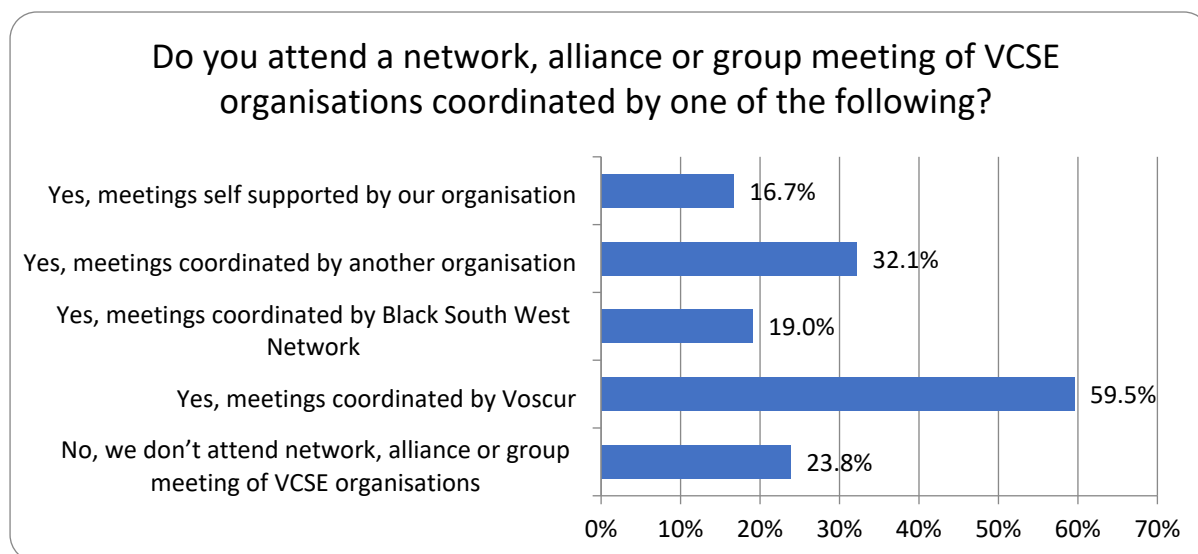 Do you attend a network, alliance or group meeting of VCSE
organisations coordinated by one of the following?
Yes, meetings self supported by our organisation
16.7%
Yes, meetings coordinated by another organisation
32.1%
Yes, meetings coordinated by Black South West
Network
19.0%
Yes, meetings coordinated by Voscur
59.5%
No, we don’t attend network, alliance or group
meeting of VCSE organisations
23.8%
0% 10% 20% 30% 40% 50% 60% 70%